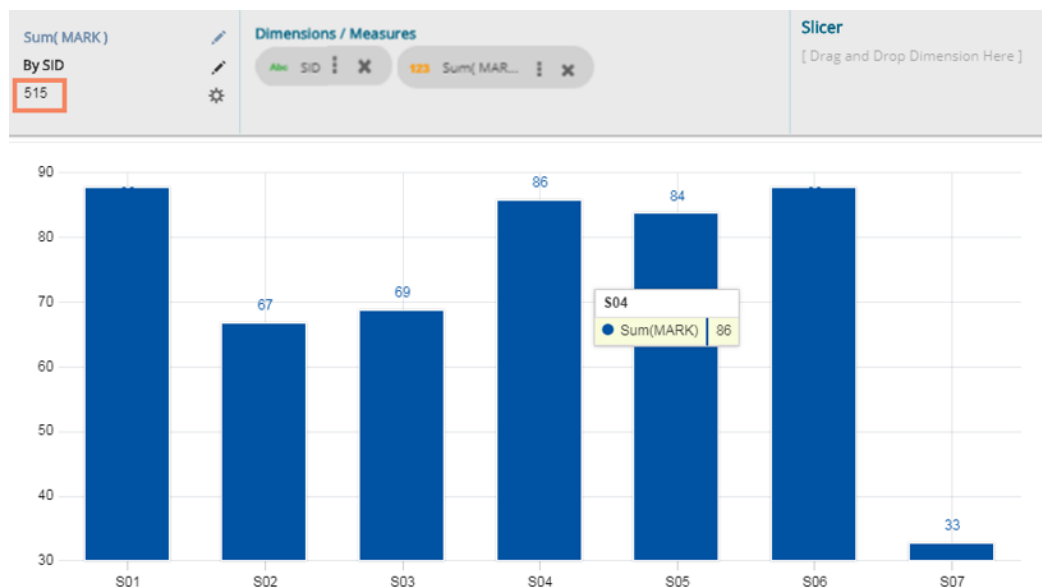 Sum( MARK )
By SID
515
Dimensions / Measures
Abc SID
123 Sum( MAR...
Slicer
[ Drag and Drop Dimension Here ]
90
80
70
60
50
40
30
67
69
86
84
33
S04
Sum(MARK) 86
S01 S02 S03 S04 S05 S06 S07